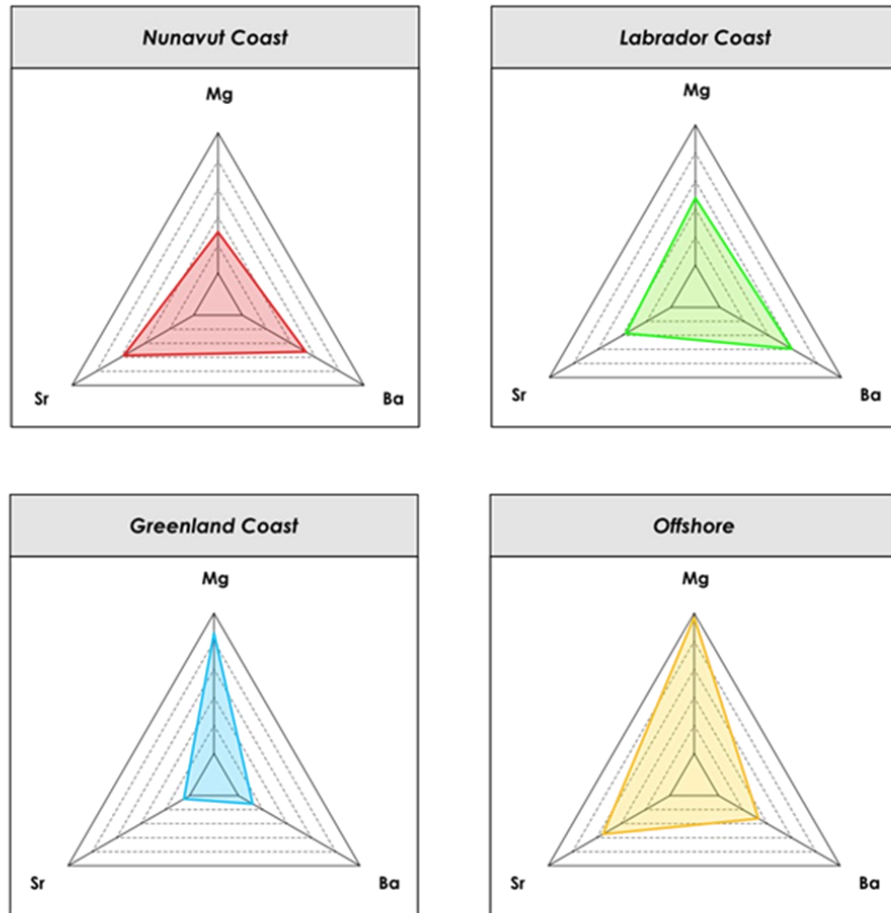 Nunavut Coast
Mg
Sr
Ba
Labrador Coast
Mg
Sr
Ba
Greenland Coast
Mg
Sr
Ba
Offshore
Mg
Sr
Ba